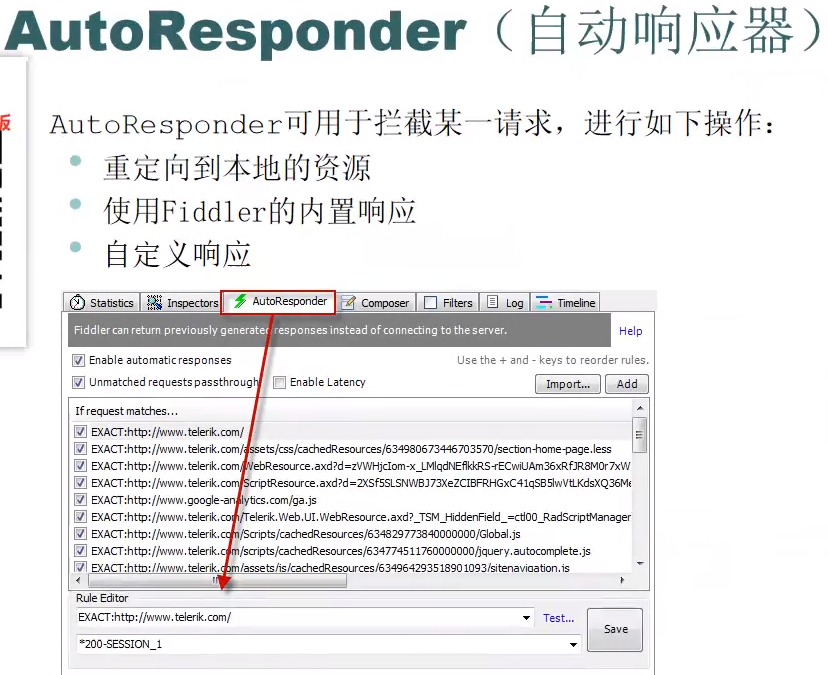 AutoResponder（自动响应器）
版
AutoResponder可用于拦截某一请求，进行如下操作：
重定向到本地的资源
使用Fiddler的内置响应
自定义响应
Statistics Inspectors AutoResponder Composer Filters Log Timeline
Fiddler can return previously generated responses instead of connecting to the server. Help
Enable automatic responses Use the + and - keys to reorder rules.
Unmatched requests passthrough Enable Latency Import... Add
If request matches...
EXACT:http://www.telerik.com/
EXACT:http://www.telerik.com/assets/css/cachedResources/634980673446703570/section-home-page.less
EXACT:http://www.telerik.com/WebResource.axd?d=zVWHjcIom-x_LMlqdNEflkkRS-rECwiUAm36xRfJR8M0r7xW
EXACT:http://www.telerik.com/ScriptResource.axd?d=2XSf5SLSNWBJ73XeZCIBFRHGxC41qSB5lwVtLKdsXQ36Me
EXACT:http://www.google-analytics.com/ga.js
EXACT:http://www.telerik.com/Telerik.Web.UI.WebResource.axd?_TSM_HiddenField_=ctl00_RadScriptManager
EXACT:http://www.telerik.com/Scripts/cachedResources/634829773840000000/Global.js
EXACT:http://www.telerik.com/scripts/cachedResources/634774511760000000/jquery.autocomplete.js
EXACT:http://www.telerik.com/assets/js/cachedResources/634964293518901093/sitenavigation.js
Rule Editor
EXACT:http://www.telerik.com/ Test...
*200-SESSION_1 Save